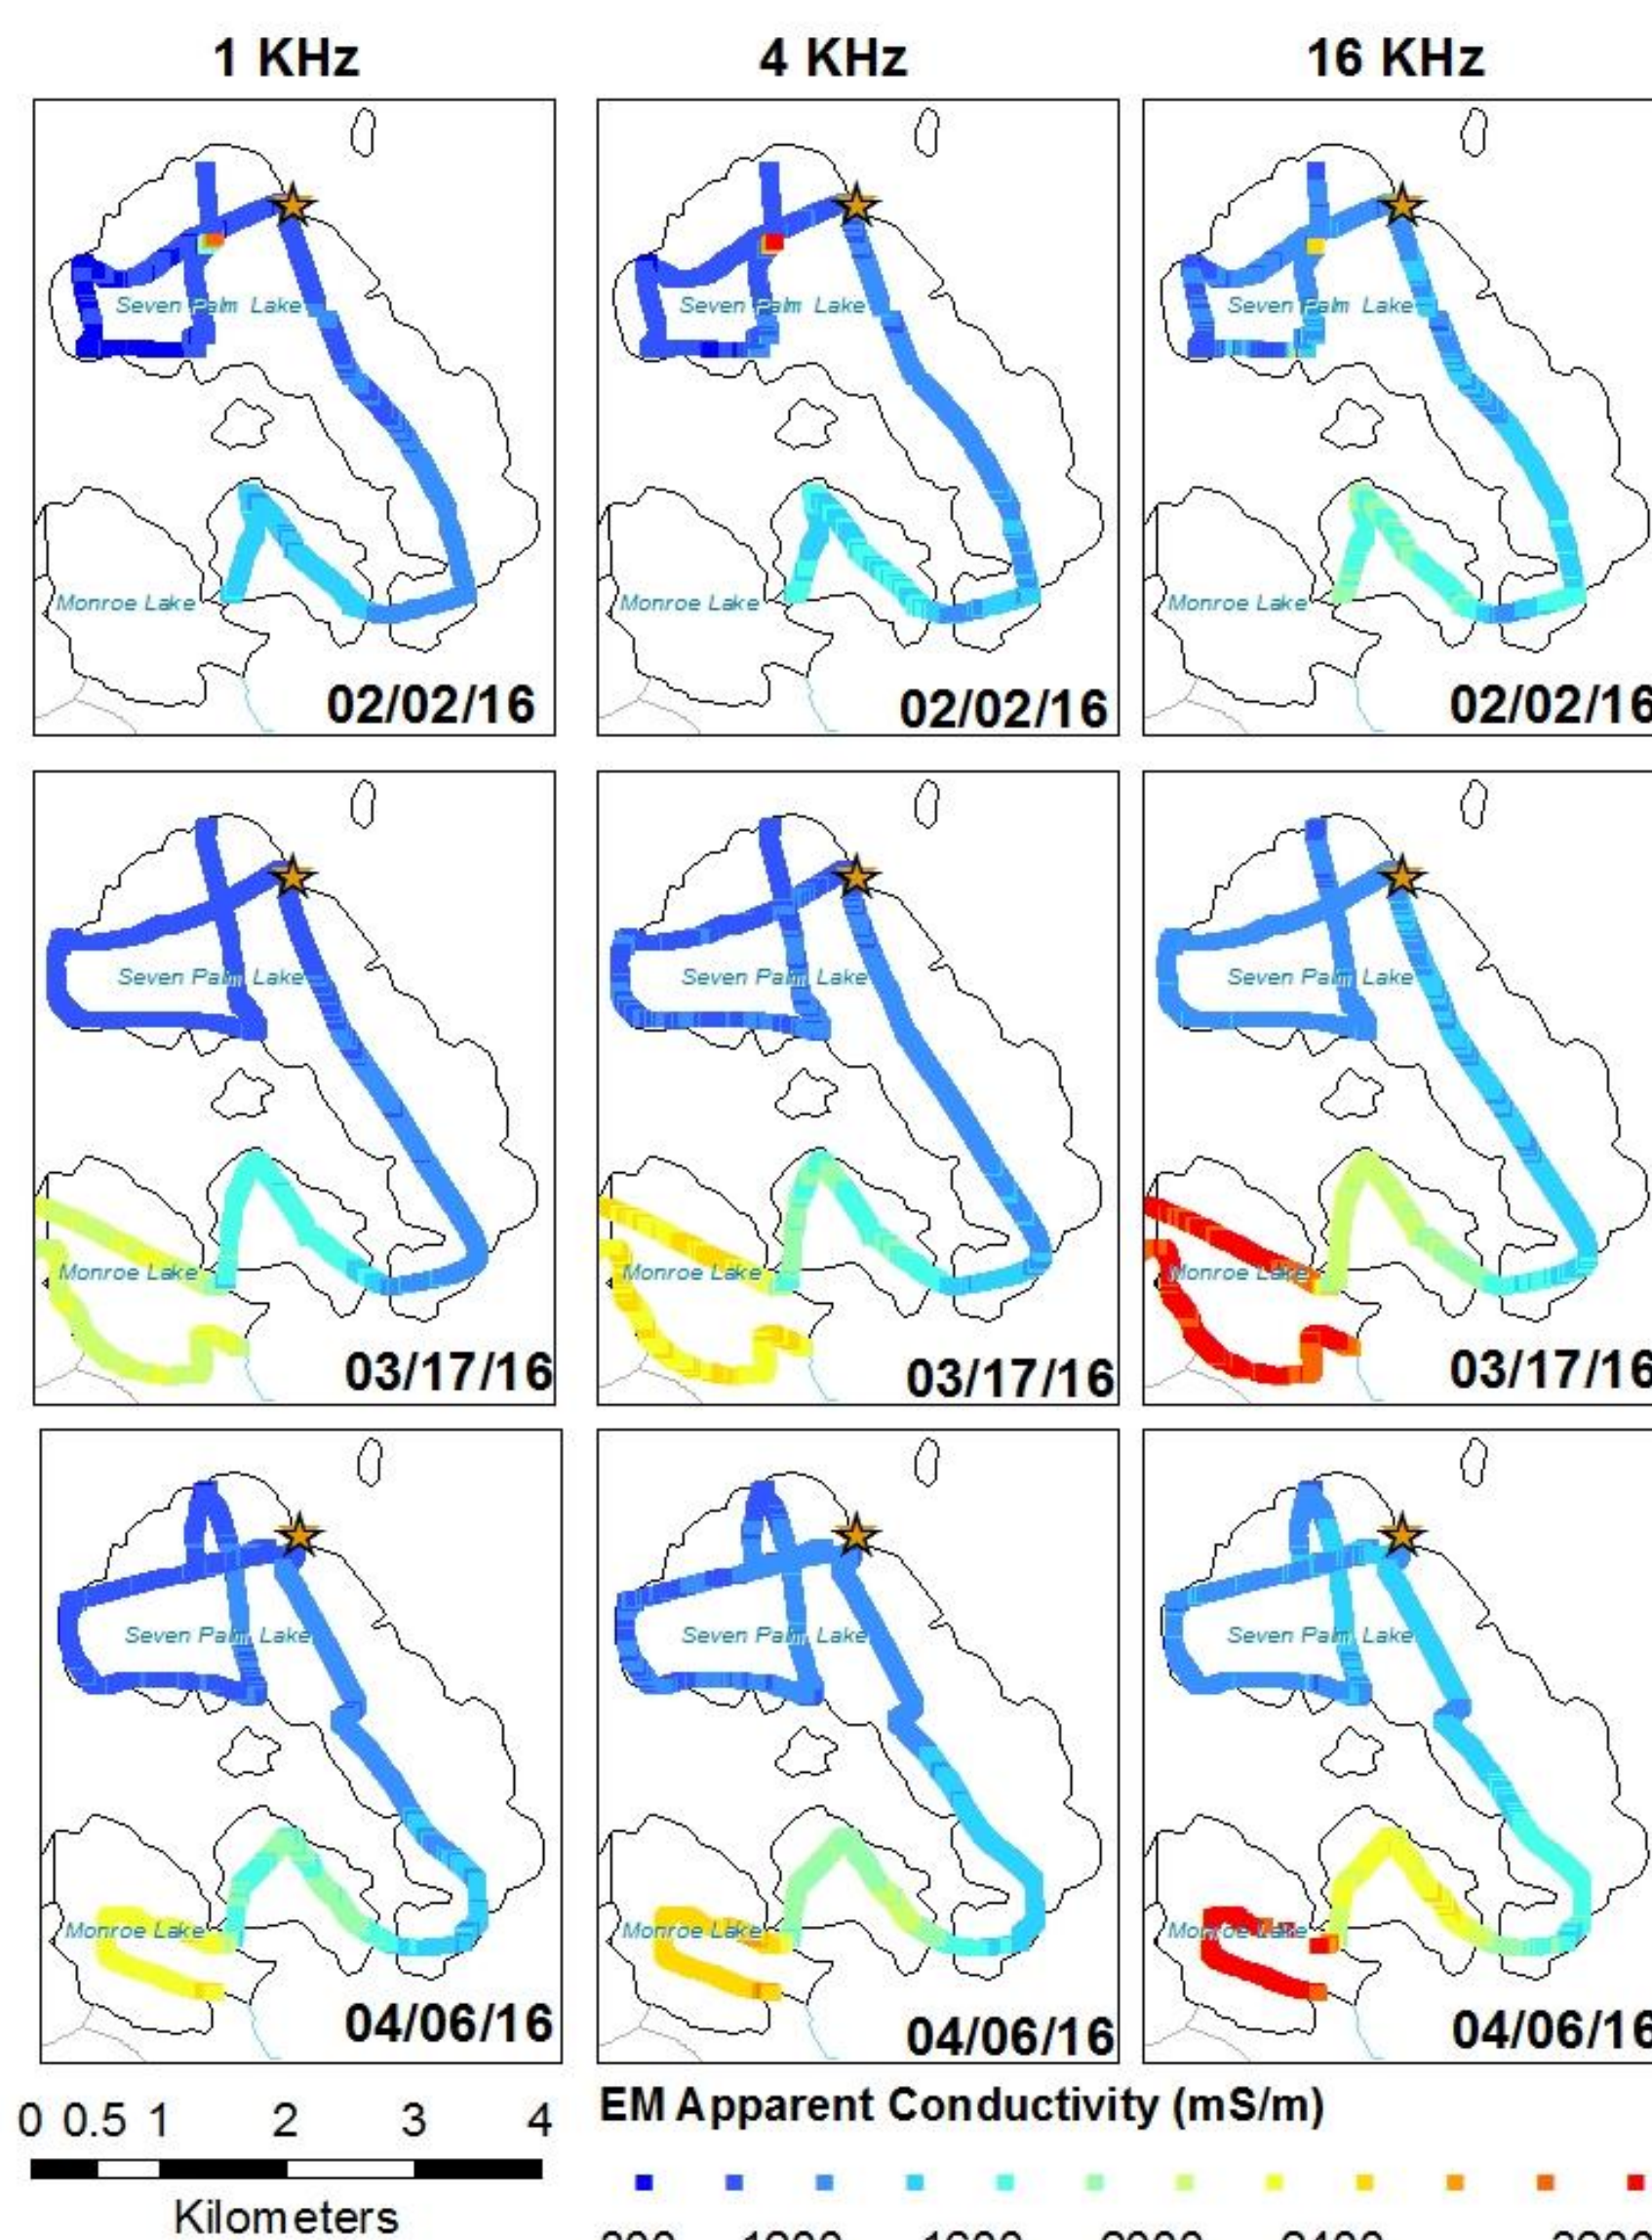 1 KHz 4 KHz 16 KHz
Seven Palm Lake Seven Palm Lake Seven Palm Lake
Monroe Lake Monroe Lake Monroe Lake
02/02/16 02/02/16 02/02/16
Seven Palm Lake Seven Palm Lake Seven Palm Lake
Monroe Lake Monroe Lake Monroe Lake
03/17/16 03/17/16 03/17/16
Seven Palm Lake Seven Palm Lake Seven Palm Lake
Monroe Lake Monroe Lake Monroe Lake
04/06/16 04/06/16 04/06/16
0 0.5 1 2 3 4
EM Apparent Conductivity (mS/m)
Kilometers